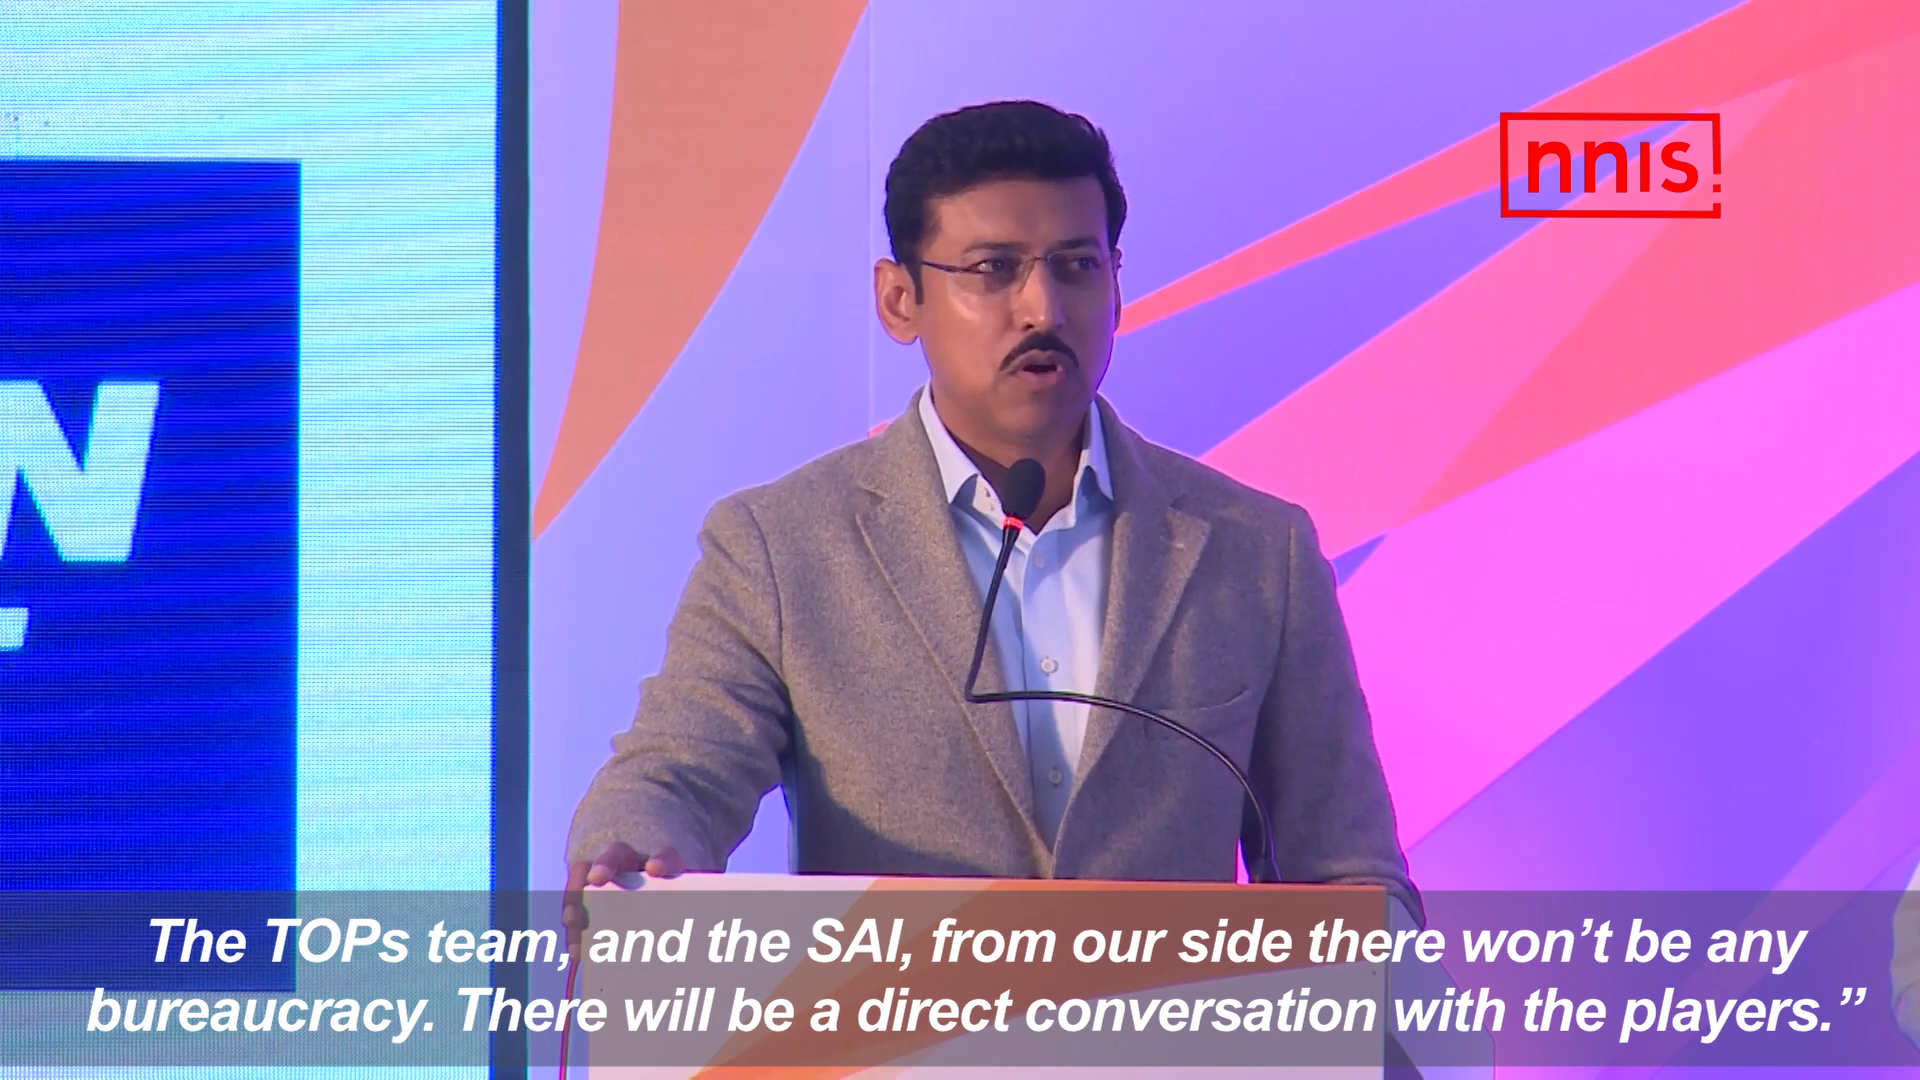 nnis
The TOPs team, and the SAI, from our side there won’t be any
bureaucracy. There will be a direct conversation with the players.”